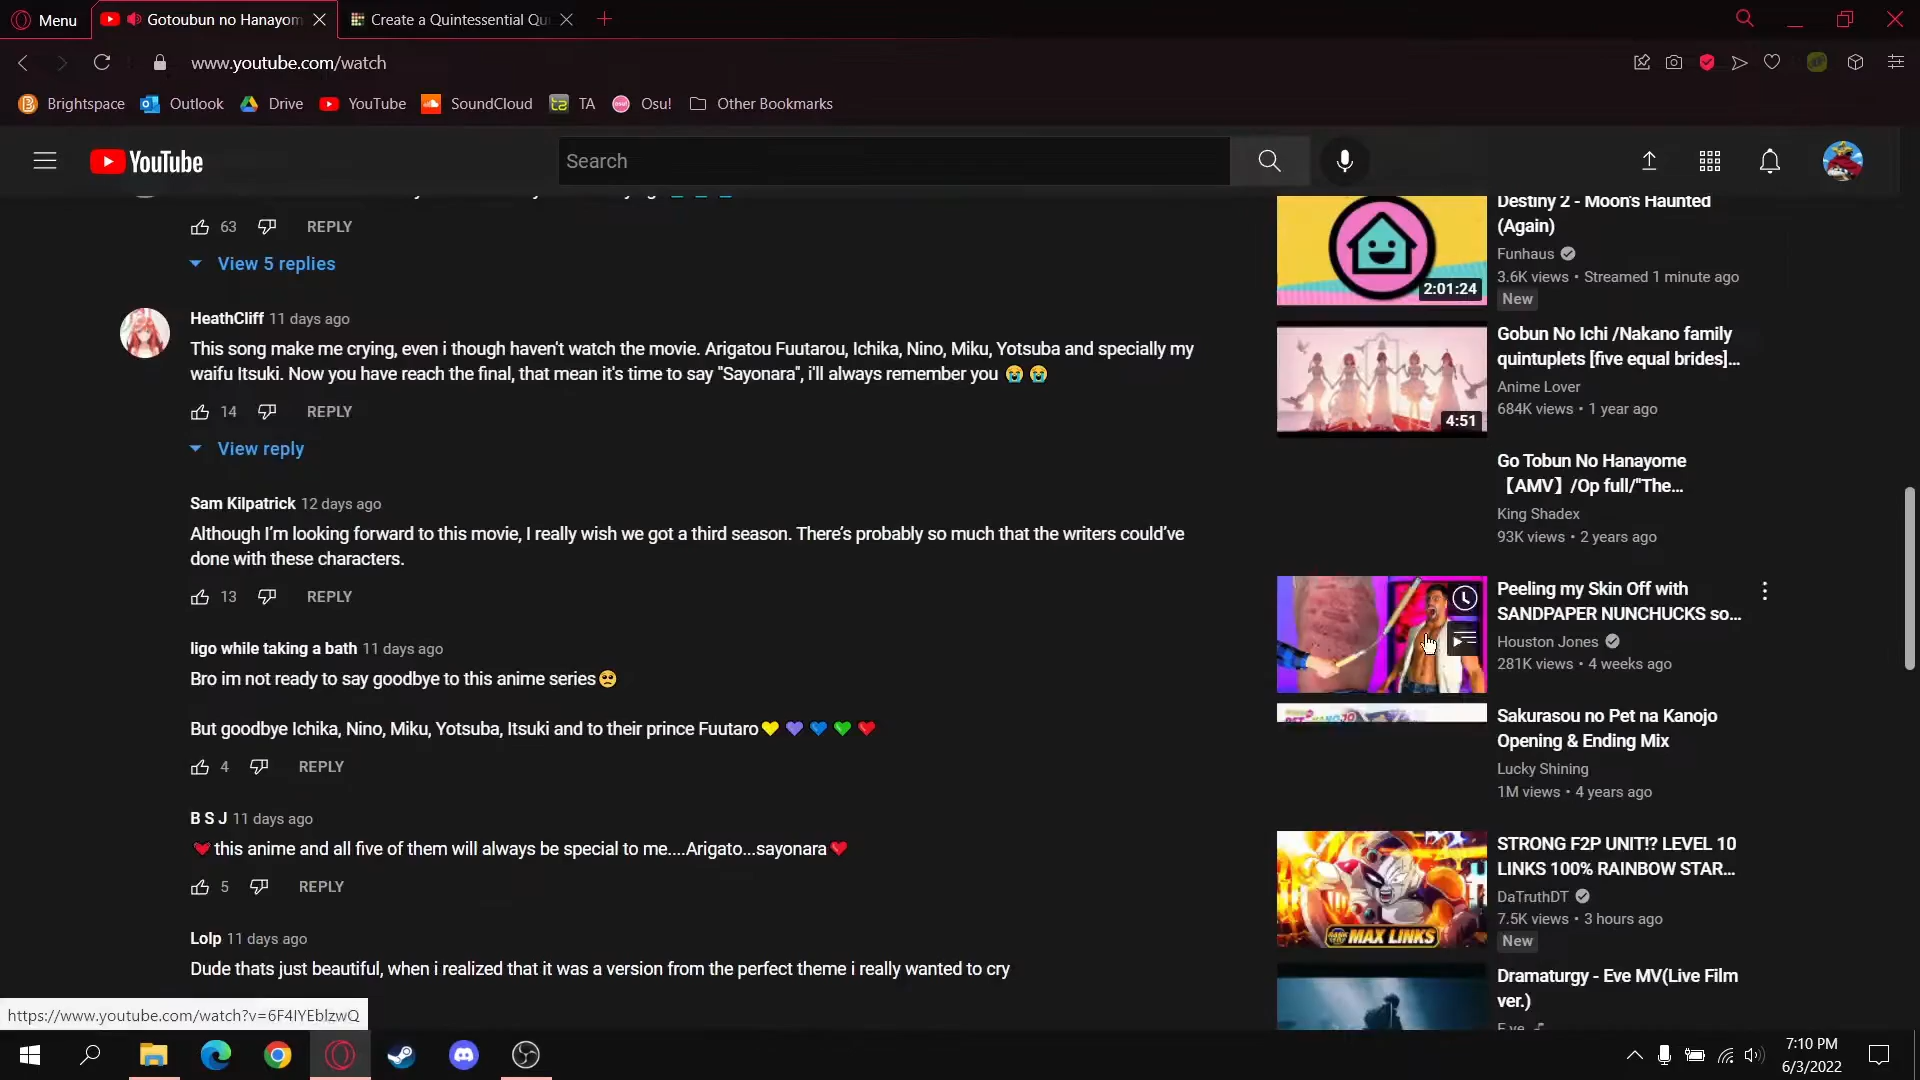 Menu
Gotoubun no Hanayom
Create a Quintessential Qu
www.youtube.com/watch
Brightspace
Outlook
Drive
YouTube
SoundCloud
TA
Osu!
Other Bookmarks
YouTube
Search
63
REPLY
View 5 replies
HeathCliff 11 days ago
This song make me crying, even i though haven't watch the movie. Arigatou Fuutarou, Ichika, Nino, Miku, Yotsuba and specially my
waifu Itsuki. Now you have reach the final, that mean it's time to say "Sayonara", i'll always remember you 😭 😭
14
REPLY
View reply
Sam Kilpatrick 12 days ago
Although I’m looking forward to this movie, I really wish we got a third season. There’s probably so much that the writers could’ve
done with these characters.
13
REPLY
ligo while taking a bath 11 days ago
Bro im not ready to say goodbye to this anime series🥺
But goodbye Ichika, Nino, Miku, Yotsuba, Itsuki and to their prince Fuutaro💛 💜 💙 💚 ❤️
4
REPLY
B S J 11 days ago
❤️this anime and all five of them will always be special to me....Arigato...sayonara❤️
5
REPLY
Lolp 11 days ago
Dude thats just beautiful, when i realized that it was a version from the perfect theme i really wanted to cry
2:01:24
Destiny 2 - Moon's Haunted
(Again)
Funhaus
3.6K views • Streamed 1 minute ago
New
4:51
Gobun No Ichi /Nakano family
quintuplets [five equal brides]...
Anime Lover
684K views • 1 year ago
Go Tobun No Hanayome
【AMV】/Op full/"The...
King Shadex
93K views • 2 years ago
Peeling my Skin Off with
SANDPAPER NUNCHUCKS so...
Houston Jones
281K views • 4 weeks ago
Sakurasou no Pet na Kanojo
Opening & Ending Mix
Lucky Shining
1M views • 4 years ago
MAX LINKS
STRONG F2P UNIT!? LEVEL 10
LINKS 100% RAINBOW STAR...
DaTruthDT
7.5K views • 3 hours ago
New
Dramaturgy - Eve MV(Live Film
ver.)
https://www.youtube.com/watch?v=6F4IYEblzwQ
7:10 PM
6/3/2022